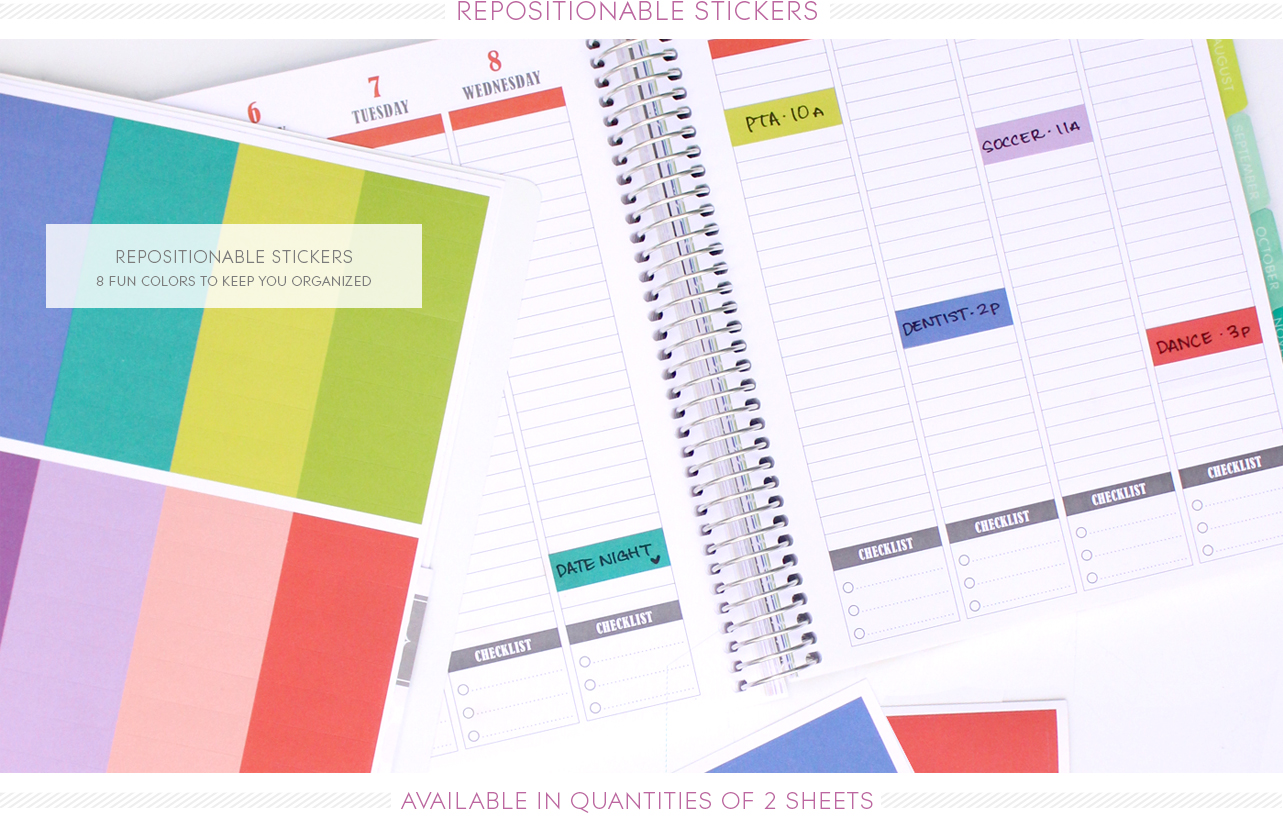 REPOSITIONABLE STICKERS
6
7
TUESDAY
8
WEDNESDAY
AUGUST
SEPTEMBER
OCTOBER
PTA · 10A
SOCCER · 11A
REPOSITIONABLE STICKERS
8 FUN COLORS TO KEEP YOU ORGANIZED
DENTIST · 2P
DANCE · 3P
DATE NIGHT
CHECKLIST
CHECKLIST
CHECKLIST
CHECKLIST
CHECKLIST
CHECKLIST
AVAILABLE IN QUANTITIES OF 2 SHEETS